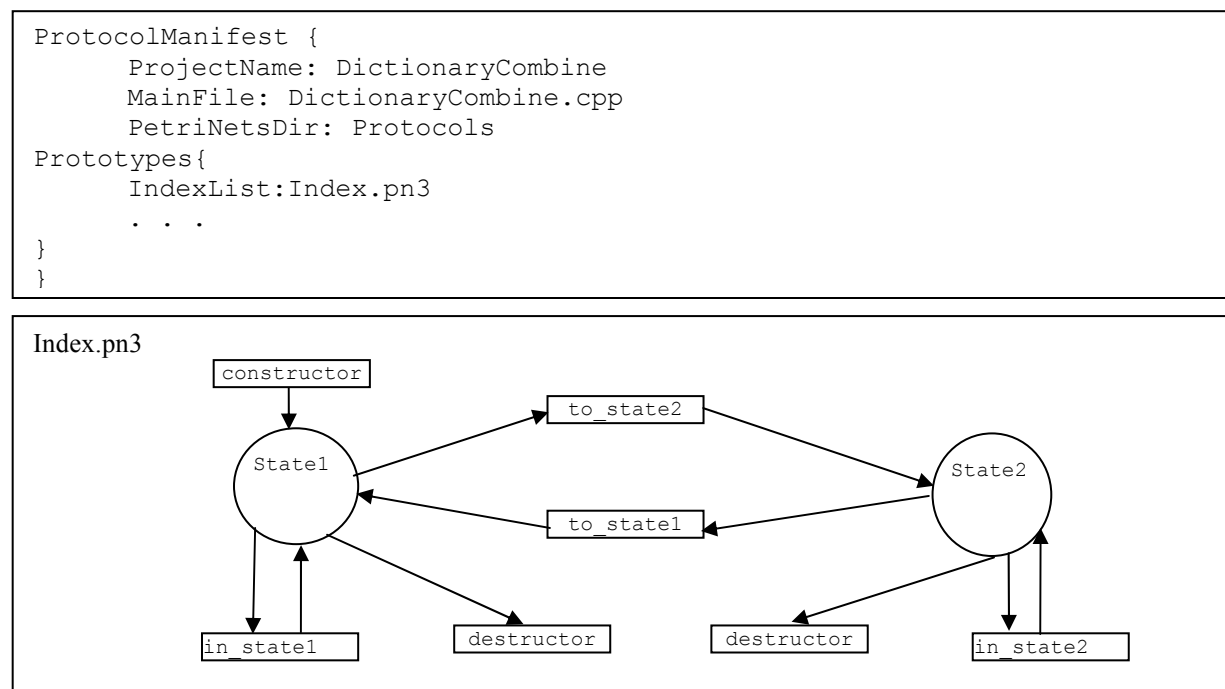 ProtocolManifest {
ProjectName: DictionaryCombine
MainFile: DictionaryCombine.cpp
PetriNetsDir: Protocols
Prototypes{
IndexList:Index.pn3
. . .
}
}
Index.pn3
constructor
to_state2
State1
State2
to_state1
in_state1
destructor
destructor
in_state2